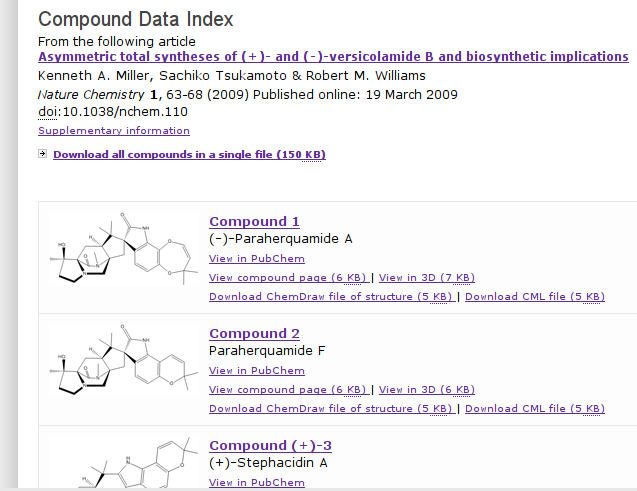 Compound Data Index
From the following article
Asymmetric total syntheses of (+)- and (-)-versicolamide B and biosynthetic implications
Kenneth A. Miller, Sachiko Tsukamoto & Robert M. Williams
Nature Chemistry 1, 63-68 (2009) Published online: 19 March 2009
doi:10.1038/nchem.110
Supplementary information
Download all compounds in a single file (150 KB)
Compound 1
(-)-Paraherquamide A
View in PubChem
View compound page (6 KB) | View in 3D (7 KB)
Download ChemDraw file of structure (5 KB) | Download CML file (5 KB)
Compound 2
Paraherquamide F
View in PubChem
View compound page (6 KB) | View in 3D (6 KB)
Download ChemDraw file of structure (5 KB) | Download CML file (5 KB)
Compound (+)-3
(+)-Stephacidin A
View in PubChem